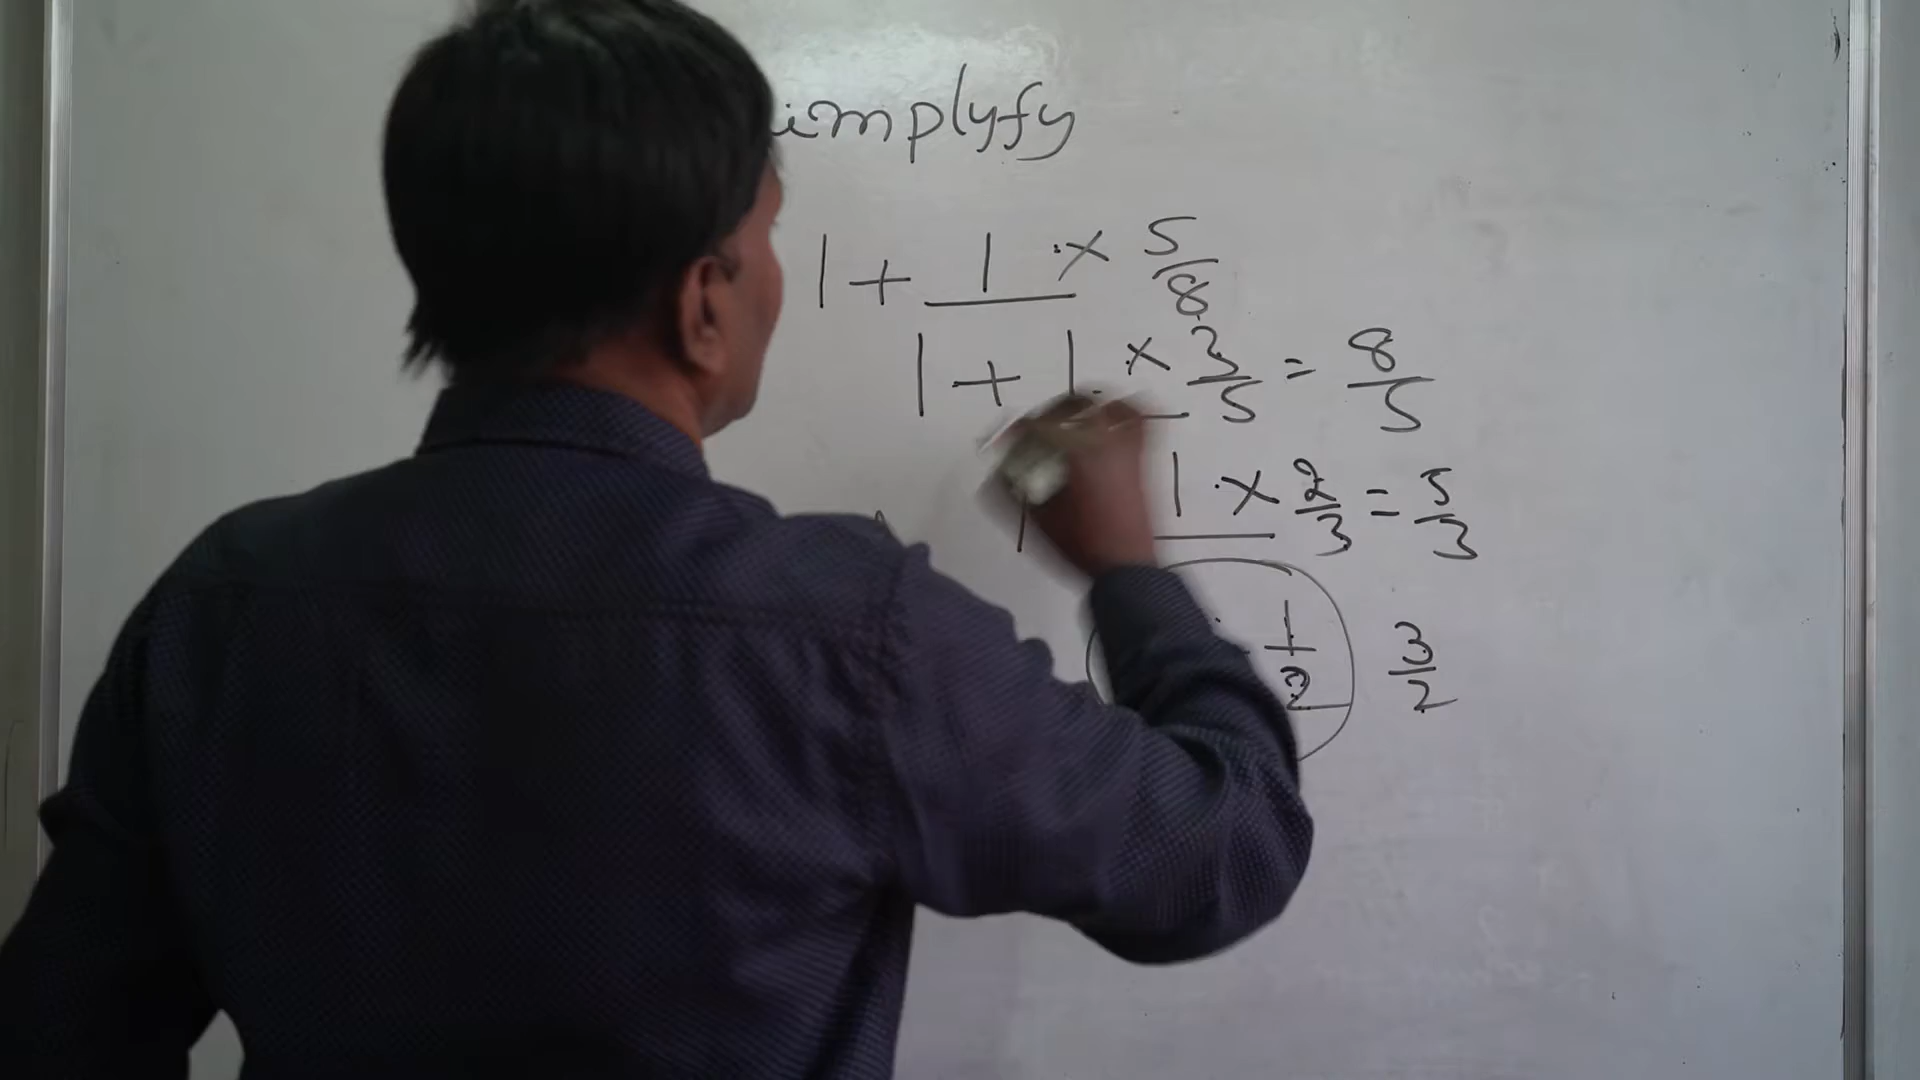 implyfy
1 + 1 × 5/8
1 + 1 × 3/5 = 8/5
1 × 2/3 = 5/3
1/2 3/2